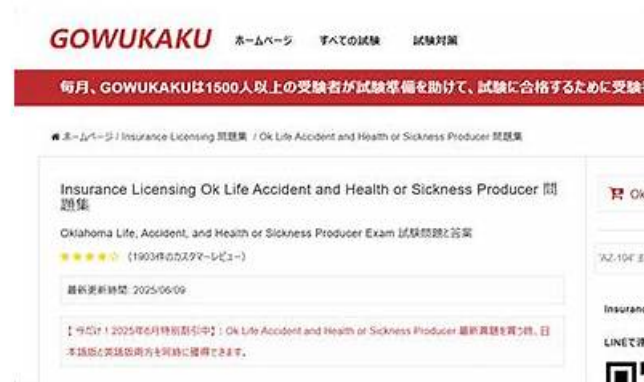 GOWUKAKU
ホームページ
すべての試験
試験対策
毎月、GOWUKAKUは1500人以上の受験者が試験準備を助けて、試験に合格するために受験者
ホームページ / Insurance Licensing 問題集 / Ok Life Accident and Health or Sickness Producer 問題集
Insurance Licensing Ok Life Accident and Health or Sickness Producer 問
題集
Oklahoma Life, Accident, and Health or Sickness Producer Exam 試験問題と答案
(1903件のカスタマーレビュー)
最新更新時間: 2025/06/09
【 今だけ！2025年6月特別割引中】: Ok Life Accident and Health or Sickness Producer 最新真題を買う時、日
本語版と英語版両方を同時に獲得できます。
Ok
'AZ-104'
Insuran
LINEで